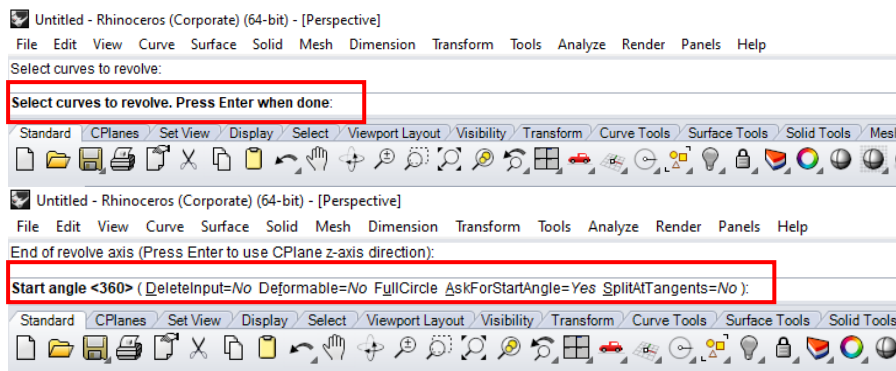 Untitled - Rhinoceros (Corporate) (64-bit) - [Perspective]
File Edit View Curve Surface Solid Mesh Dimension Transform Tools Analyze Render Panels Help
Select curves to revolve:
Select curves to revolve. Press Enter when done:
Standard CPlanes Set View Display Select Viewport Layout Visibility Transform Curve Tools Surface Tools Solid Tools Mesh
Untitled - Rhinoceros (Corporate) (64-bit) - [Perspective]
File Edit View Curve Surface Solid Mesh Dimension Transform Tools Analyze Render Panels Help
End of revolve axis (Press Enter to use CPlane z-axis direction):
Start angle <360> ( DeleteInput=No Deformable=No FullCircle AskForStartAngle=Yes SplitAtTangents=No ):
Standard CPlanes Set View Display Select Viewport Layout Visibility Transform Curve Tools Surface Tools Solid Tools